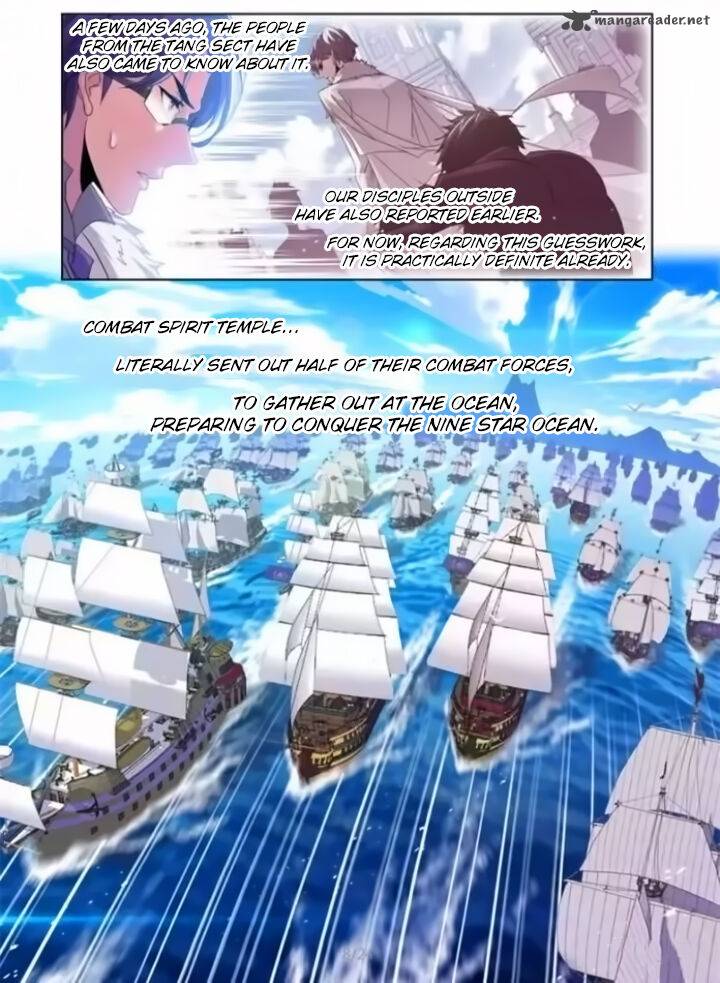 mangareader.net
A FEW DAYS AGO, THE PEOPLE
FROM THE TANG SECT HAVE
ALSO CAME TO KNOW ABOUT IT.
OUR DISCIPLES OUTSIDE
HAVE ALSO REPORTED EARLIER.
FOR NOW, REGARDING THIS GUESSWORK,
IT IS PRACTICALLY DEFINITE ALREADY.
COMBAT SPIRIT TEMPLE...
LITERALLY SENT OUT HALF OF THEIR COMBAT FORCES,
TO GATHER OUT AT THE OCEAN,
PREPARING TO CONQUER THE NINE STAR OCEAN.